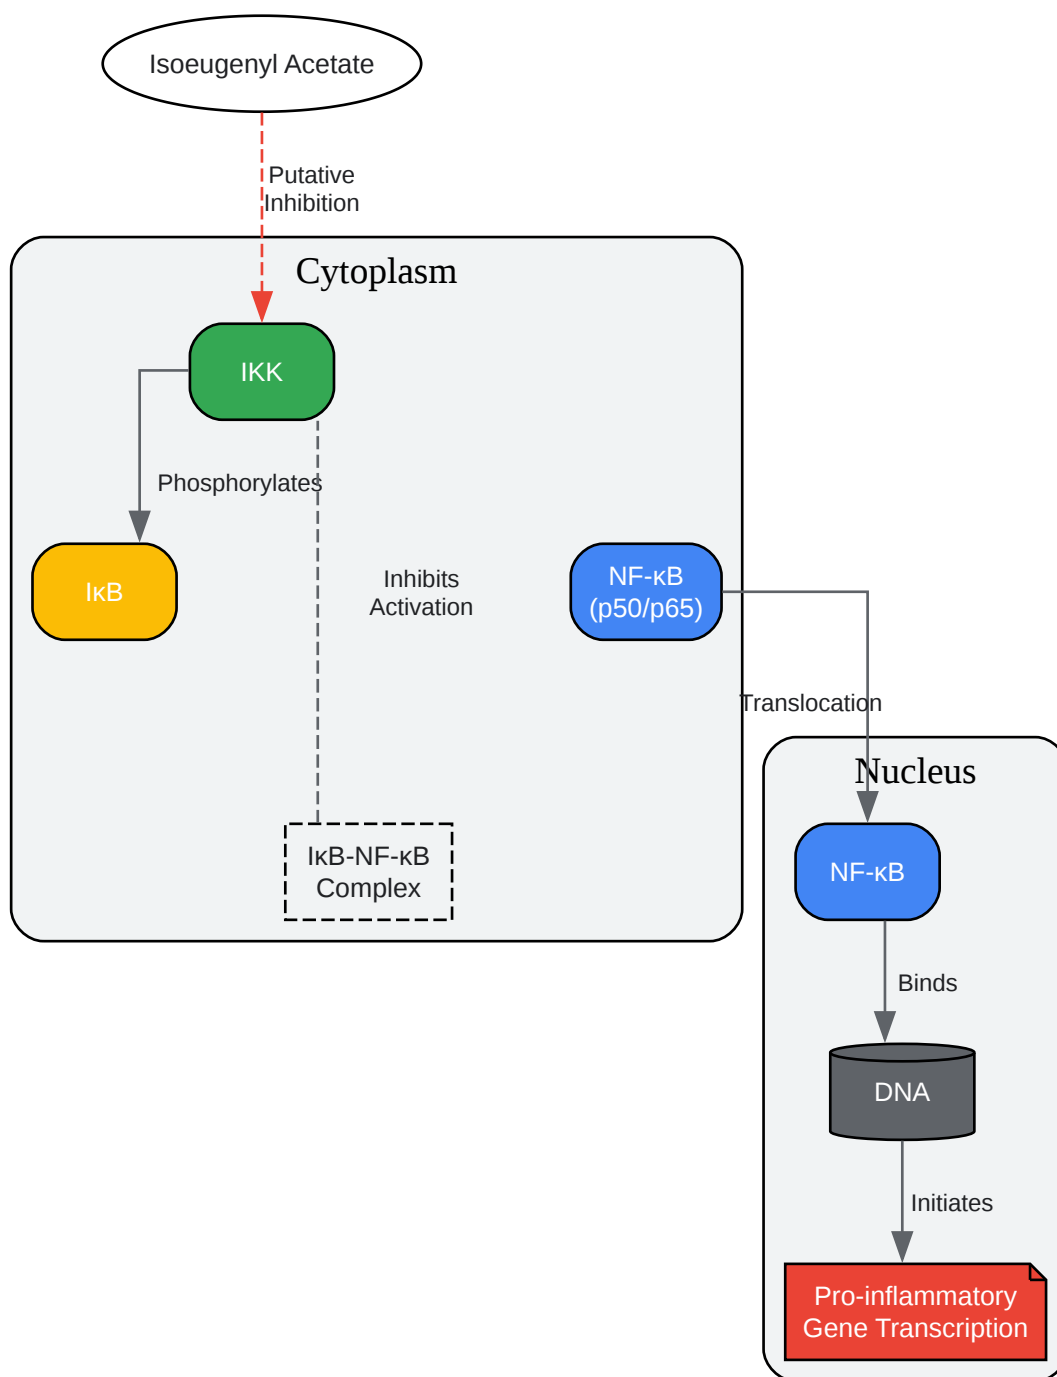 Isoeugenyl Acetate
Putative
Inhibition
Cytoplasm
IKK
Phosphorylates
IκB
Inhibits
Activation
NF-κB
(p50/p65)
Translocation
Nucleus
IκB-NF-κB
Complex
NF-κB
Binds
DNA
Initiates
Pro-inflammatory
Gene Transcription